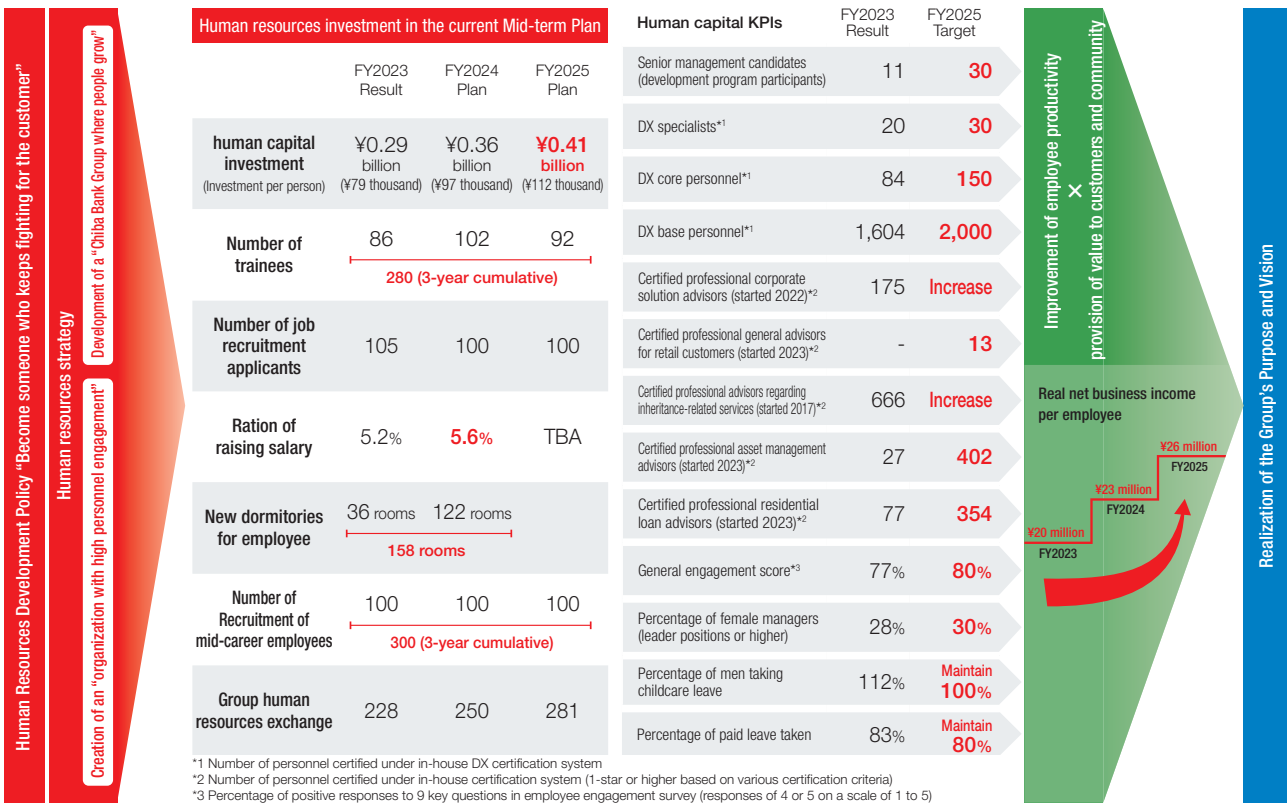 Human Resources Development Policy “Become someone who keeps fighting for the customer”
Human resources strategy
Development of a “Chiba Bank Group where people grow”
Creation of an “organization with high personnel engagement”
Human resources investment in the current Mid-term Plan
FY2023 Result
FY2024 Plan
FY2025 Plan
human capital
investment
(Investment per person)
¥0.29
billion
(¥79 thousand)
¥0.36
billion
(¥97 thousand)
¥0.41
billion
(¥112 thousand)
Number of
trainees
86 102 92
280 (3-year cumulative)
Number of job
recruitment
applicants
105 100 100
Ration of
raising salary
5.2% 5.6% TBA
New dormitories
for employee
36 rooms 122 rooms
158 rooms
Number of
Recruitment of
mid-career employees
100 100 100
300 (3-year cumulative)
Group human
resources exchange
228 250 281
Human capital KPIs
FY2023
Result
FY2025
Target
Senior management candidates
(development program participants)
11 30
DX specialists*1 20 30
DX core personnel*1 84 150
DX base personnel*1 1,604 2,000
Certified professional corporate
solution advisors (started 2022)*2
175 Increase
Certified professional general advisors
for retail customers (started 2023)*2
- 13
Certified professional advisors regarding
inheritance-related services (started 2017)*2
666 Increase
Certified professional asset management
advisors (started 2023)*2
27 402
Certified professional residential
loan advisors (started 2023)*2
77 354
General engagement score*3 77% 80%
Percentage of female managers
(leader positions or higher)
28% 30%
Percentage of men taking
childcare leave
112%
Maintain
100%
Percentage of paid leave taken
83%
Maintain
80%
Improvement of employee productivity
×
provision of value to customers and community
Real net business income
per employee
¥20 million
FY2023
¥23 million
FY2024
¥26 million
FY2025
Realization of the Group’s Purpose and Vision
*1 Number of personnel certified under in-house DX certification system
*2 Number of personnel certified under in-house certification system (1-star or higher based on various certification criteria)
*3 Percentage of positive responses to 9 key questions in employee engagement survey (responses of 4 or 5 on a scale of 1 to 5)